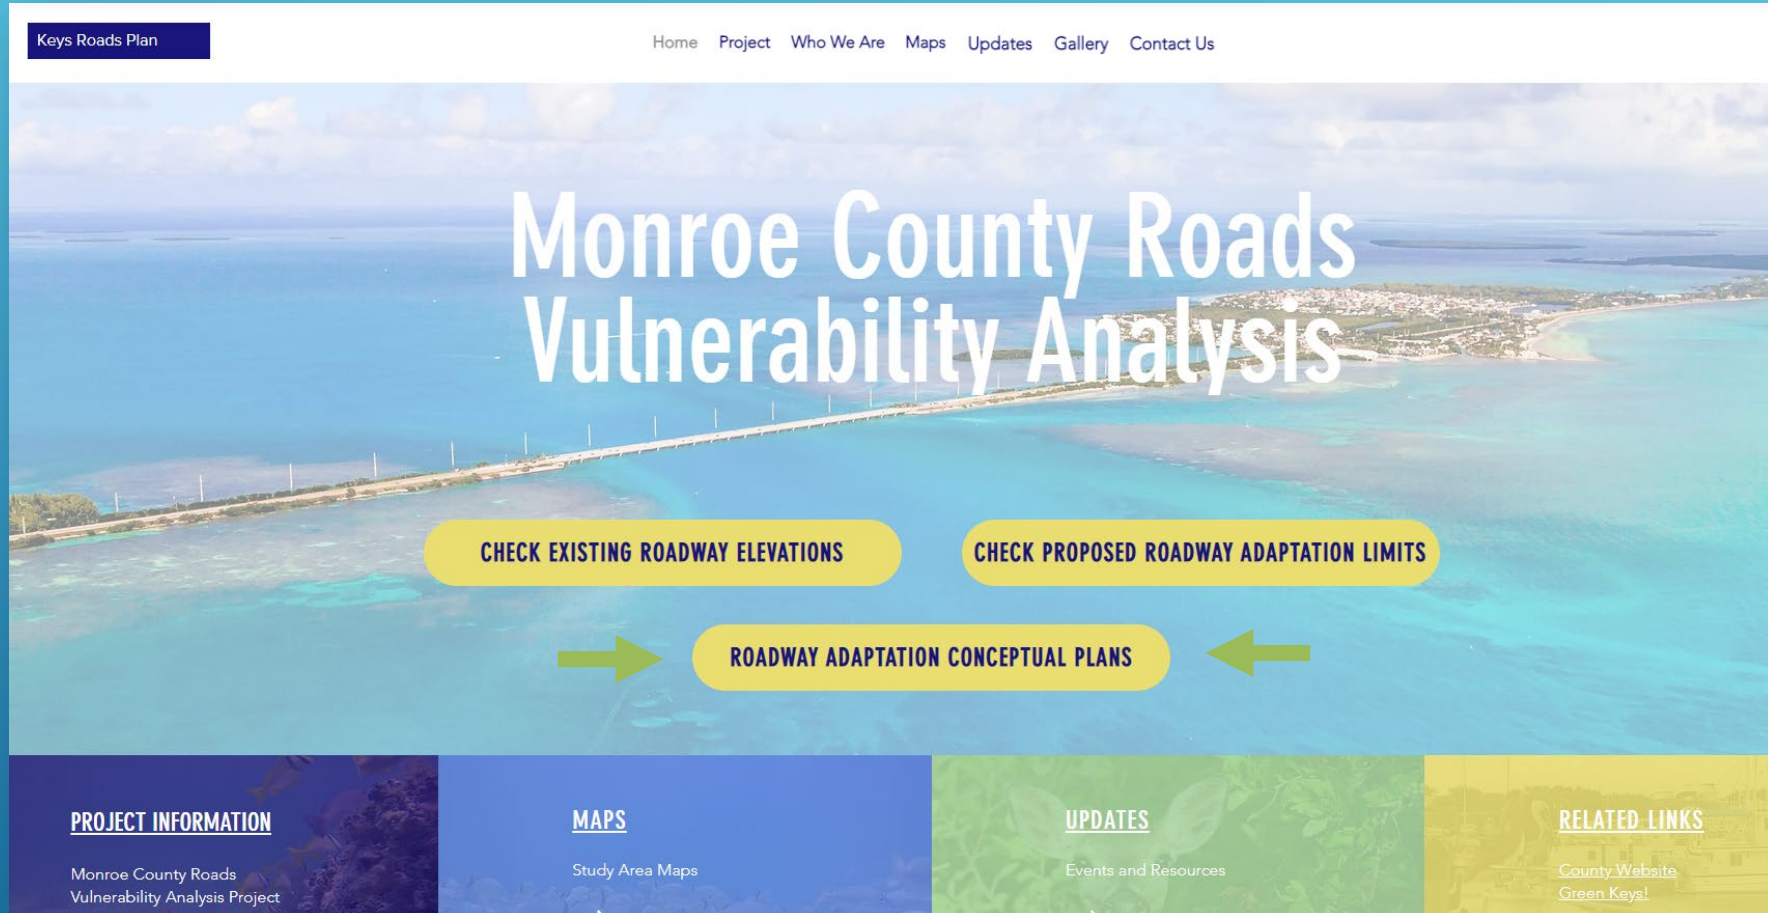 Keys Roads Plan
Home Project Who We Are Maps Updates Gallery Contact Us
Monroe County Roads
Vulnerability Analysis
CHECK EXISTING ROADWAY ELEVATIONS
CHECK PROPOSED ROADWAY ADAPTATION LIMITS
ROADWAY ADAPTATION CONCEPTUAL PLANS
PROJECT INFORMATION
Monroe County Roads
Vulnerability Analysis Project
MAPS
Study Area Maps
UPDATES
Events and Resources
RELATED LINKS
County Website
Green Keys!